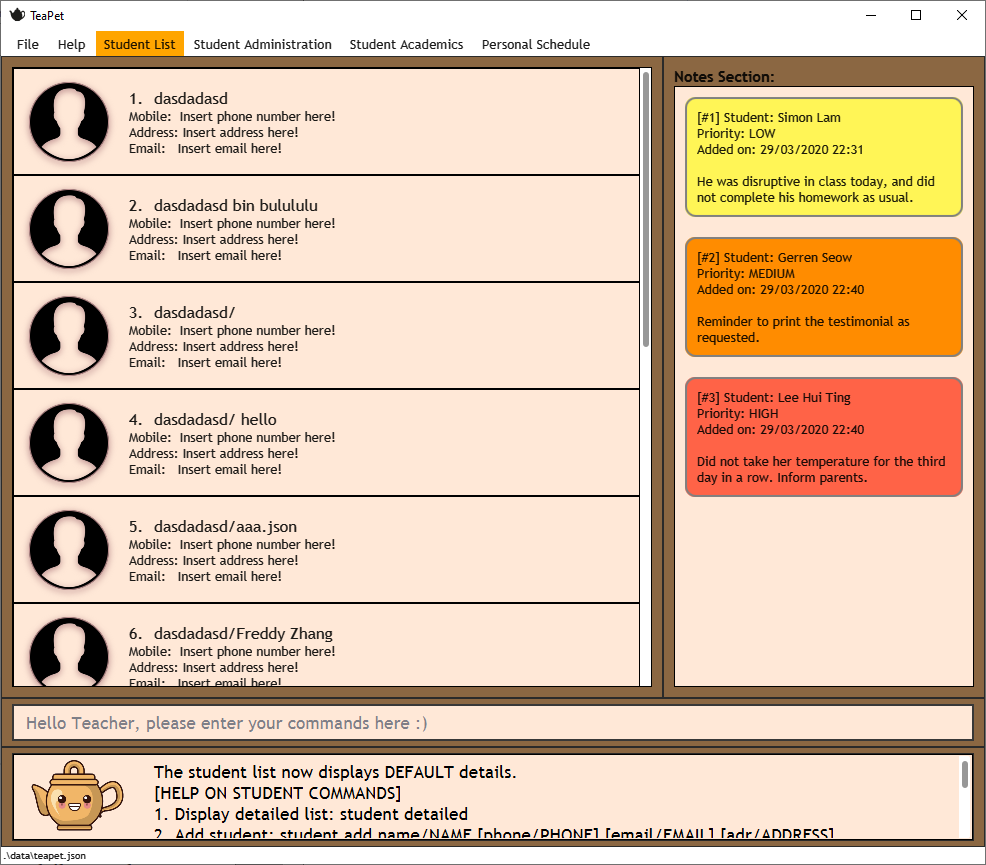 TeaPet
File Help Student List Student Administration Student Academics Personal Schedule
1. dasdadasd
Mobile: Insert phone number here!
Address: Insert address here!
Email: Insert email here!
2. dasdadasd bin bulululu
Mobile: Insert phone number here!
Address: Insert address here!
Email: Insert email here!
3. dasdadasd/
Mobile: Insert phone number here!
Address: Insert address here!
Email: Insert email here!
4. dasdadasd/ hello
Mobile: Insert phone number here!
Address: Insert address here!
Email: Insert email here!
5. dasdadasd/aaa.json
Mobile: Insert phone number here!
Address: Insert address here!
Email: Insert email here!
6. dasdadasd/Freddy Zhang
Mobile: Insert phone number here!
Address: Insert address here!
Email: Insert email here!
Notes Section:
[#1] Student: Simon Lam
Priority: LOW
Added on: 29/03/2020 22:31
He was disruptive in class today, and did
not complete his homework as usual.
[#2] Student: Gerren Seow
Priority: MEDIUM
Added on: 29/03/2020 22:40
Reminder to print the testimonial as
requested.
[#3] Student: Lee Hui Ting
Priority: HIGH
Added on: 29/03/2020 22:40
Did not take her temperature for the third
day in a row. Inform parents.
Hello Teacher, please enter your commands here :)
The student list now displays DEFAULT details.
[HELP ON STUDENT COMMANDS]
1. Display detailed list: student detailed
2. Add student: student add name/NAME [phone/PHONE] [email/EMAIL] [adr/ADDRESS]
.\data\teapet.json